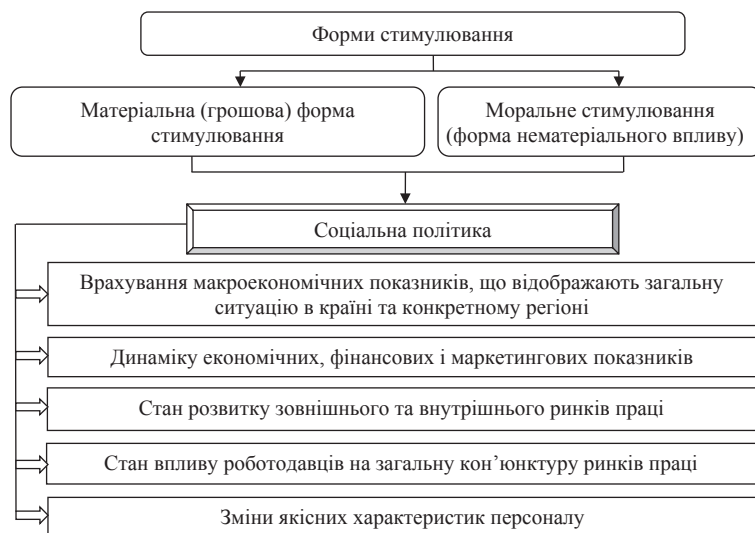 Форми стимулювання
Матеріальна (грошова) форма
стимулювання
Моральне стимулювання
(форма нематеріального впливу)
Соціальна політика
Врахування макроекономічних показників, що відображають загальну
ситуацію в країні та конкретному регіоні
Динаміку економічних, фінансових і маркетингових показників
Стан розвитку зовнішнього та внутрішнього ринків праці
Стан впливу роботодавців на загальну кон’юнктуру ринків праці
Зміни якісних характеристик персоналу